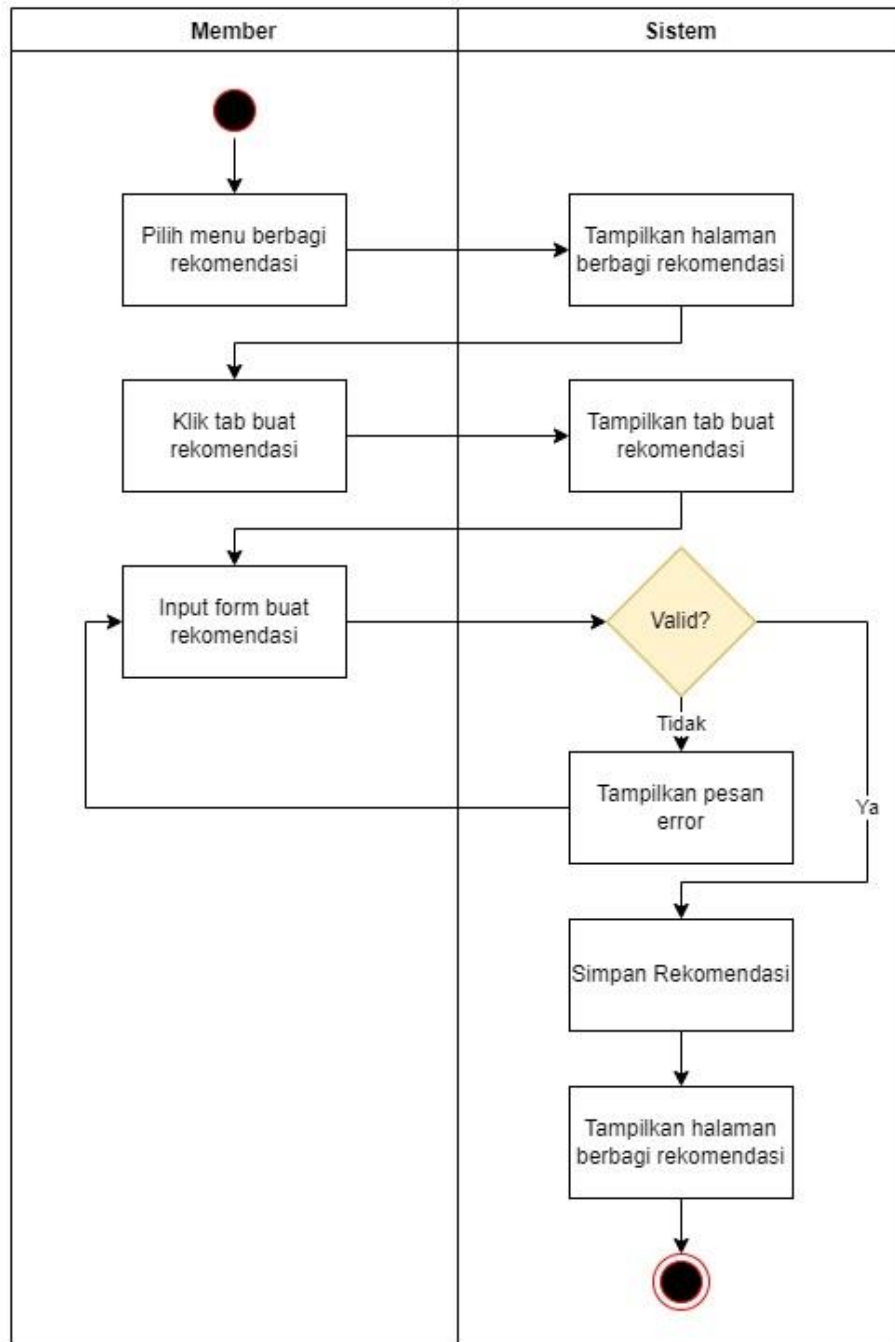 Member
Sistem
Pilih menu berbagi
rekomendasi
Tampilkan halaman
berbagi rekomendasi
Klik tab buat
rekomendasi
Tampilkan tab buat
rekomendasi
Input form buat
rekomendasi
Valid?
Tidak
Tampilkan pesan
error
Ya
Simpan Rekomendasi
Tampilkan halaman
berbagi rekomendasi